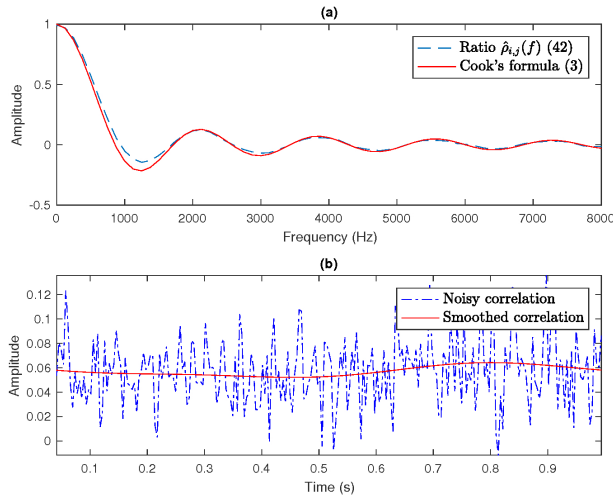 (a)
1
0.5
0
-0.5
Amplitude
Ratio ρ̂i,j(f) (42)
Cook's formula (3)
0 1000 2000 3000 4000 5000 6000 7000 8000
Frequency (Hz)
(b)
0.12
0.1
0.08
0.06
0.04
0.02
0
Amplitude
Noisy correlation
Smoothed correlation
0.1 0.2 0.3 0.4 0.5 0.6 0.7 0.8 0.9
Time (s)